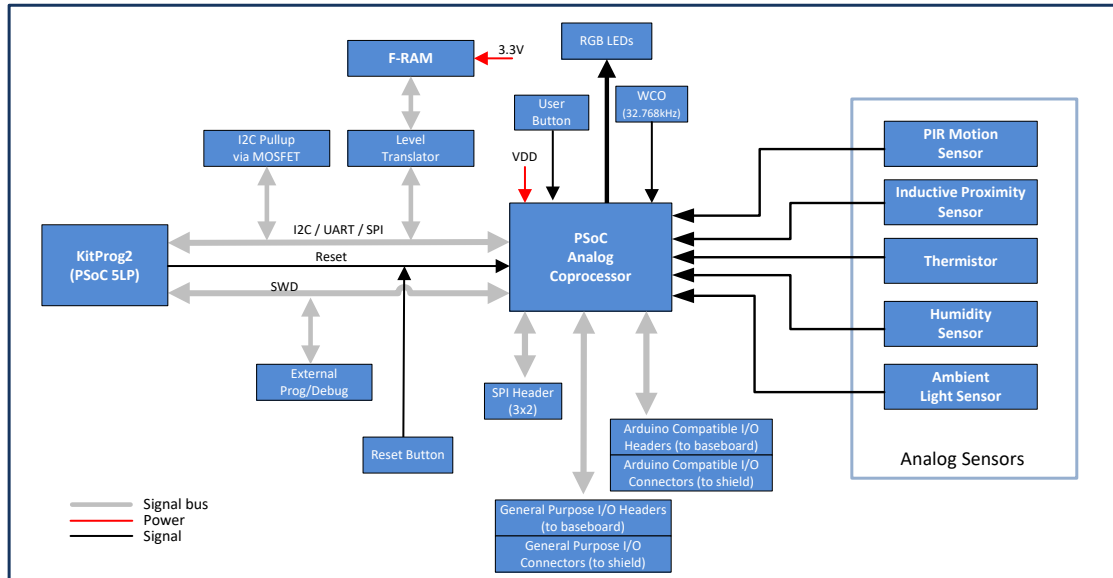 RGB LEDs
F-RAM
3.3V
User
Button
WCO
(32.768kHz)
I2C Pullup
via MOSFET
Level
Translator
VDD
PIR Motion
Sensor
Inductive Proximity
Sensor
Thermistor
Humidity
Sensor
Ambient
Light Sensor
Analog Sensors
KitProg2
(PSoC 5LP)
I2C / UART / SPI
Reset
SWD
PSoC
Analog
Coprocessor
External
Prog/Debug
Reset Button
SPI Header
(3x2)
Arduino Compatible I/O
Headers (to baseboard)
Arduino Compatible I/O
Connectors (to shield)
General Purpose I/O Headers
(to baseboard)
General Purpose I/O
Connectors (to shield)
Signal bus
Power
Signal